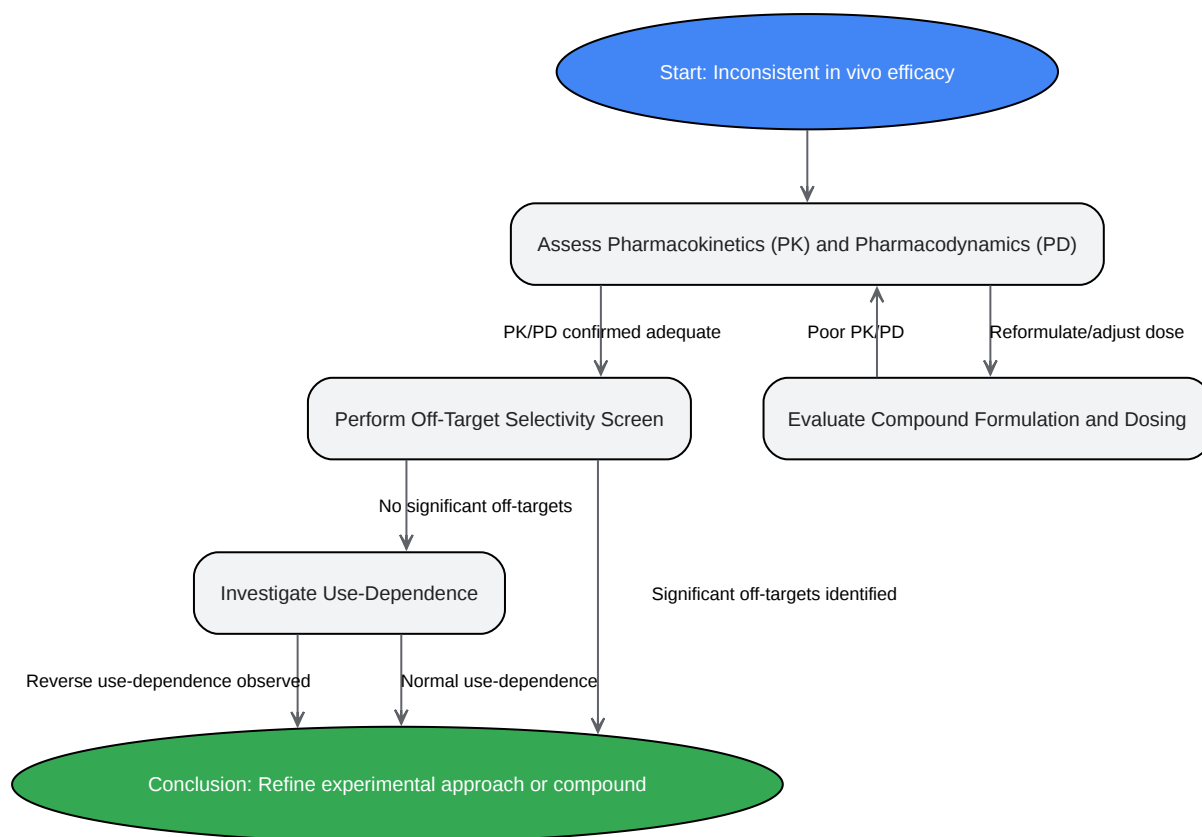 Start: Inconsistent in vivo efficacy
Assess Pharmacokinetics (PK) and Pharmacodynamics (PD)
PK/PD confirmed adequate
Poor PK/PD
Reformulate/adjust dose
Perform Off-Target Selectivity Screen
Evaluate Compound Formulation and Dosing
No significant off-targets
Investigate Use-Dependence
Significant off-targets identified
Reverse use-dependence observed
Normal use-dependence
Conclusion: Refine experimental approach or compound